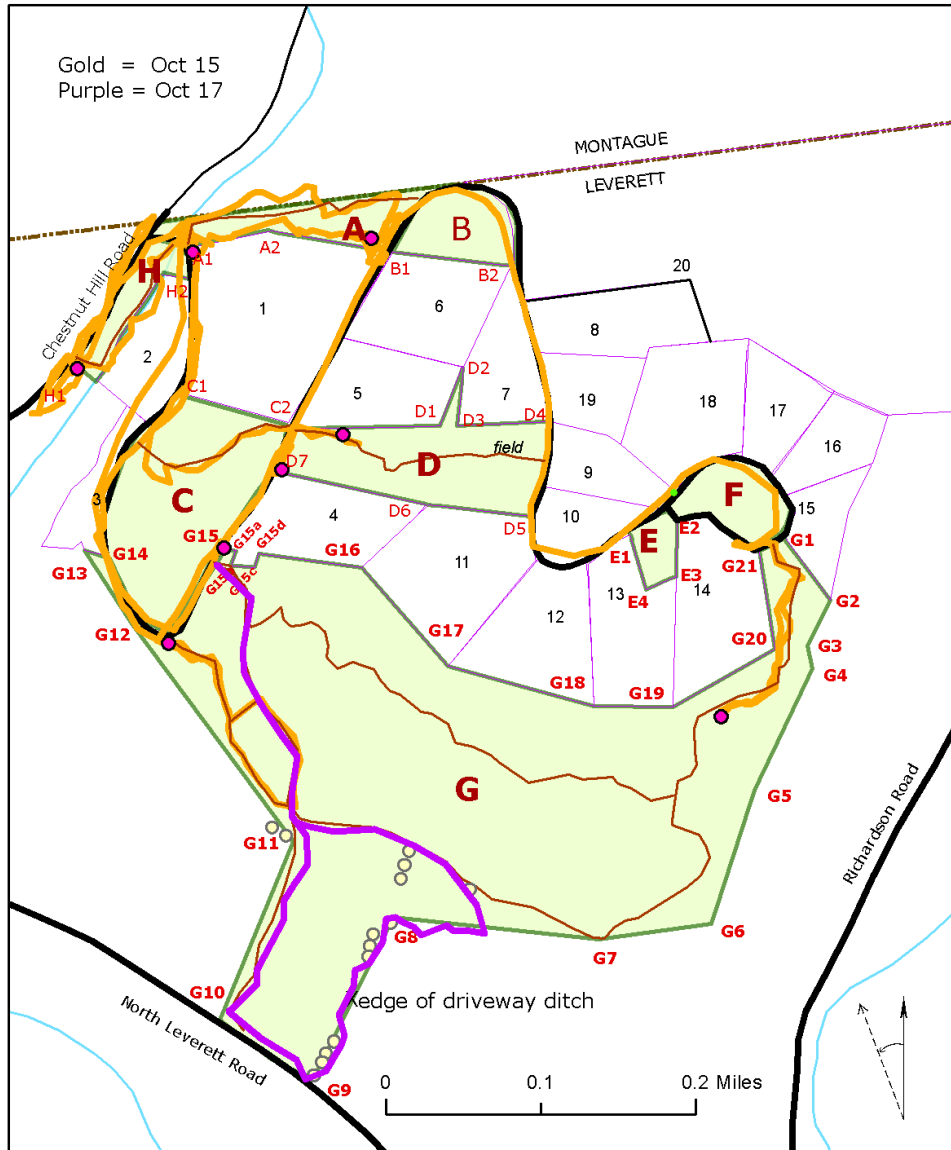 Gold = Oct 15
Purple = Oct 17
MONTAGUE
LEVERETT
A
B
A2
A1
B1
B2
H
H2
Chestnut Hill Road
20
1
6
8
2
H1
D2
C1
C2
5
D1
D3
7
D4
19
18
17
16
field
D7
D
9
C
3
D6
D5
10
F
15
4
G15
G15a
G15d
G15c
G16
E
E1
E2
G1
G21
G13
G14
11
13
E3
14
E4
G2
G12
12
G17
G20
G3
G4
G18
G19
G
G5
G11
Richardson Road
G8
G6
G7
G10
edge of driveway ditch
North Leverett Road
G9
0
0.1
0.2 Miles